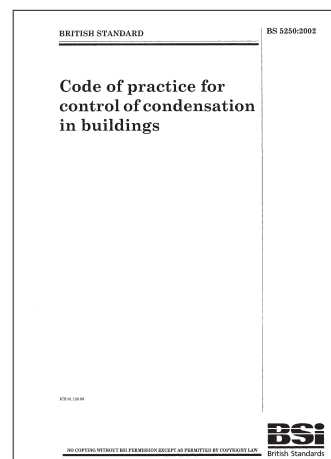 BRITISH STANDARD
BS 5250:2002
Code of practice for
control of condensation
in buildings
BSi
British Standards
NO COPYING WITHOUT BSI PERMISSION EXCEPT AS PERMITTED BY COPYRIGHT LAW